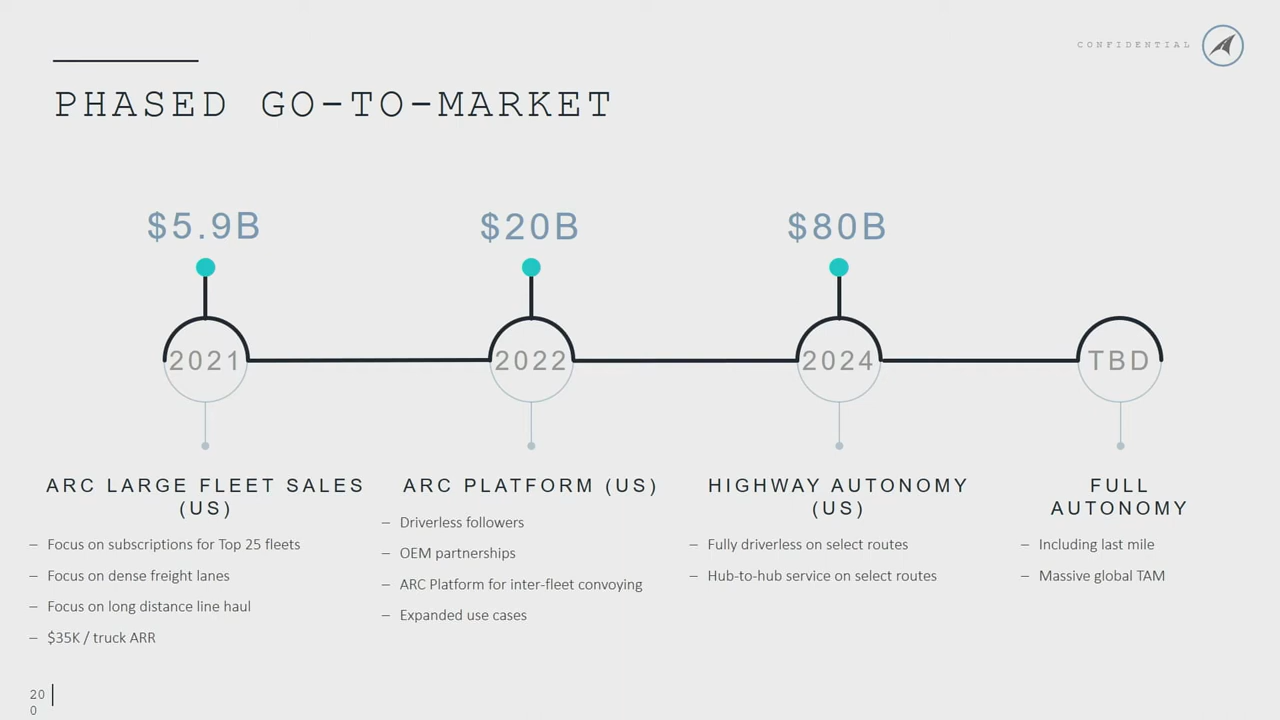 CONFIDENTIAL
PHASED GO-TO-MARKET
$5.9B
$20B
$80B
2021
2022
2024
TBD
ARC LARGE FLEET SALES
(US)
– Focus on subscriptions for Top 25 fleets
– Focus on dense freight lanes
– Focus on long distance line haul
– $35K / truck ARR
ARC PLATFORM (US)
– Driverless followers
– OEM partnerships
– ARC Platform for inter-fleet convoying
– Expanded use cases
HIGHWAY AUTONOMY
(US)
– Fully driverless on select routes
– Hub-to-hub service on select routes
FULL
AUTONOMY
– Including last mile
– Massive global TAM
20
0